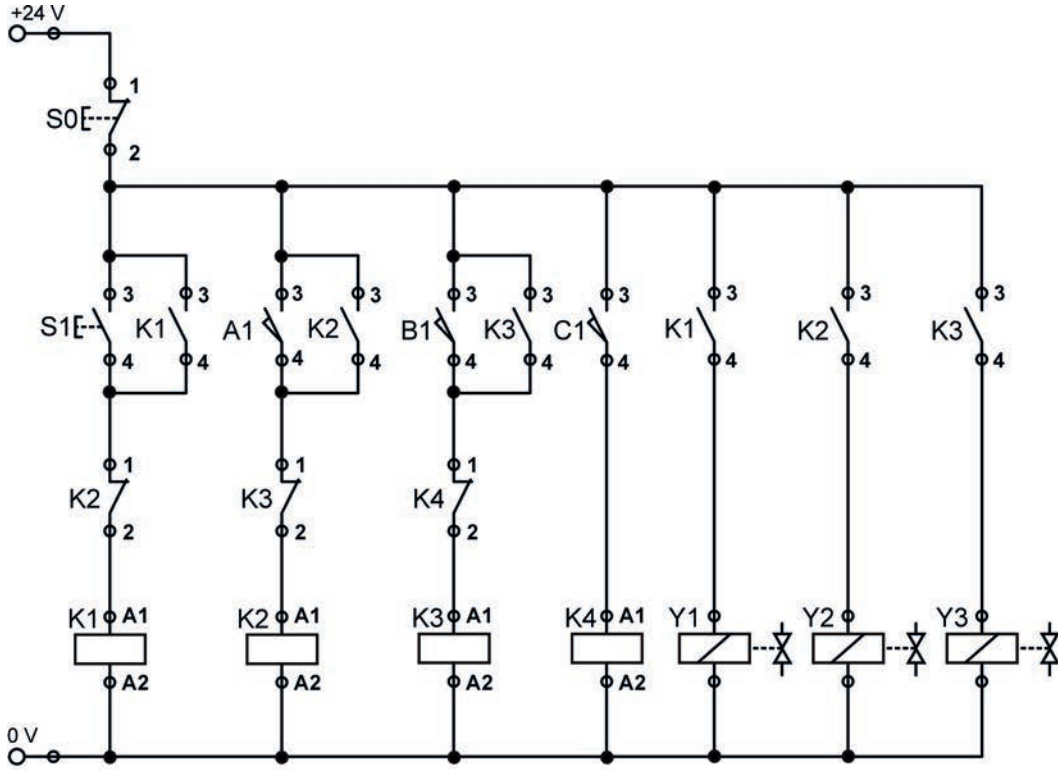 +24 V
1
S0
2
3 3 3 3 3 3 3 3 3 3
S1 K1 A1 K2 B1 K3 C1 K1 K2 K3
4 4 4 4 4 4 4 4 4 4
1 1 1
K2 K3 K4
2 2 2
K1 A1 K2 A1 K3 A1 K4 A1 Y1 Y2 Y3
A2 A2 A2 A2
0 V